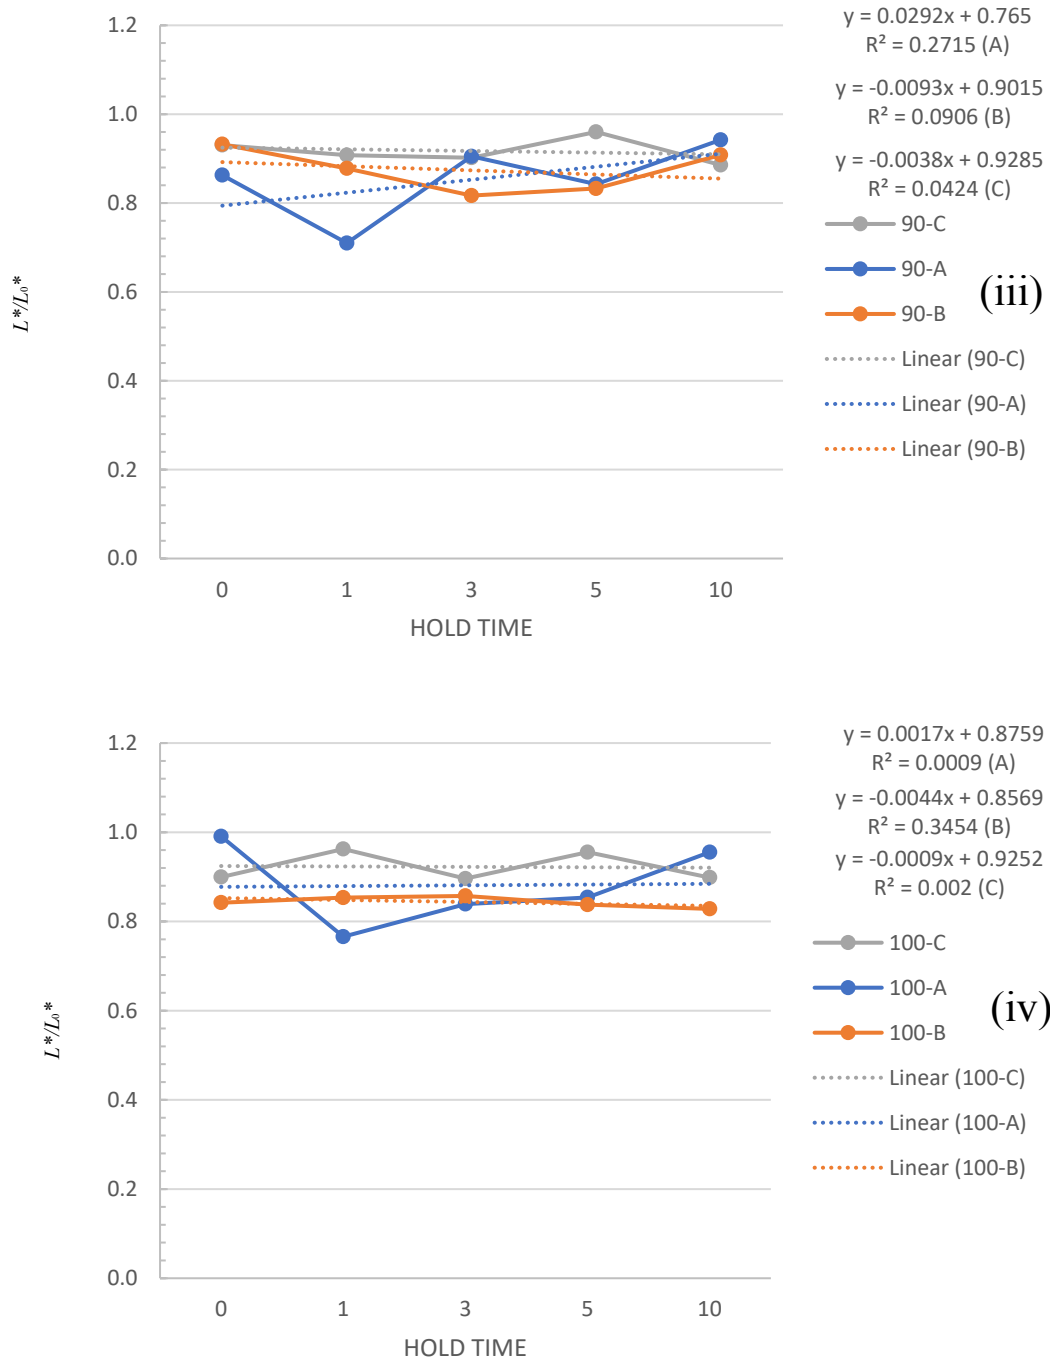 1.2
1.0
0.8
0.6
0.4
0.2
0.0
L*/L₀*
0 1 3 5 10
HOLD TIME
y = 0.0292x + 0.765
R² = 0.2715 (A)
y = -0.0093x + 0.9015
R² = 0.0906 (B)
y = -0.0038x + 0.9285
R² = 0.0424 (C)
90-C
90-A
90-B
Linear (90-C)
Linear (90-A)
Linear (90-B)
(iii)
1.2
1.0
0.8
0.6
0.4
0.2
0.0
L*/L₀*
0 1 3 5 10
HOLD TIME
y = 0.0017x + 0.8759
R² = 0.0009 (A)
y = -0.0044x + 0.8569
R² = 0.3454 (B)
y = -0.0009x + 0.9252
R² = 0.002 (C)
100-C
100-A
100-B
Linear (100-C)
Linear (100-A)
Linear (100-B)
(iv)